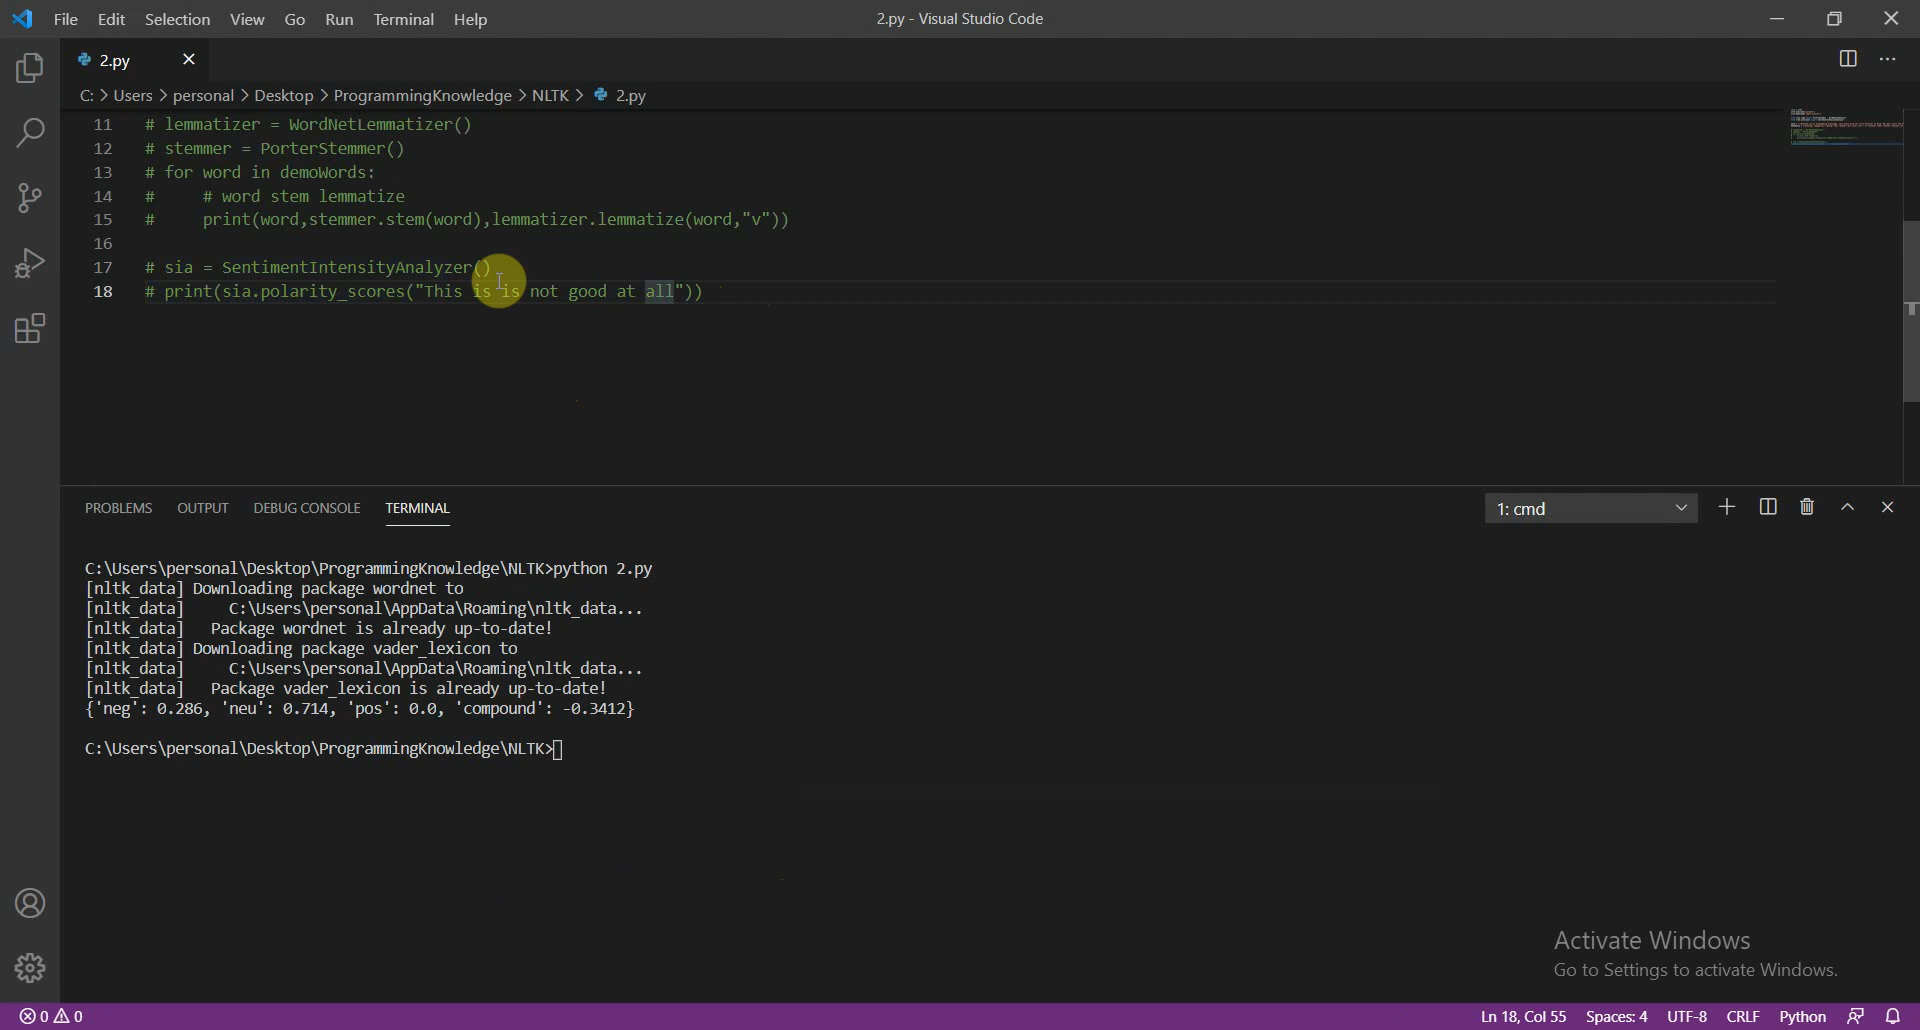 File Edit Selection View Go Run Terminal Help 2.py - Visual Studio Code
2.py
C: > Users > personal > Desktop > ProgrammingKnowledge > NLTK > 2.py
11 # lemmatizer = WordNetLemmatizer()
12 # stemmer = PorterStemmer()
13 # for word in demoWords:
14 #     # word stem lemmatize
15 #     print(word,stemmer.stem(word),lemmatizer.lemmatize(word,"v"))
16
17 # sia = SentimentIntensityAnalyzer()
18 # print(sia.polarity_scores("This is is not good at all"))
PROBLEMS OUTPUT DEBUG CONSOLE TERMINAL 1: cmd
C:\Users\personal\Desktop\ProgrammingKnowledge\NLTK>python 2.py
[nltk_data] Downloading package wordnet to
[nltk_data]     C:\Users\personal\AppData\Roaming\nltk_data...
[nltk_data]   Package wordnet is already up-to-date!
[nltk_data] Downloading package vader_lexicon to
[nltk_data]     C:\Users\personal\AppData\Roaming\nltk_data...
[nltk_data]   Package vader_lexicon is already up-to-date!
{'neg': 0.286, 'neu': 0.714, 'pos': 0.0, 'compound': -0.3412}
C:\Users\personal\Desktop\ProgrammingKnowledge\NLTK>
Activate Windows
Go to Settings to activate Windows.
0 0 Ln 18, Col 55 Spaces: 4 UTF-8 CRLF Python